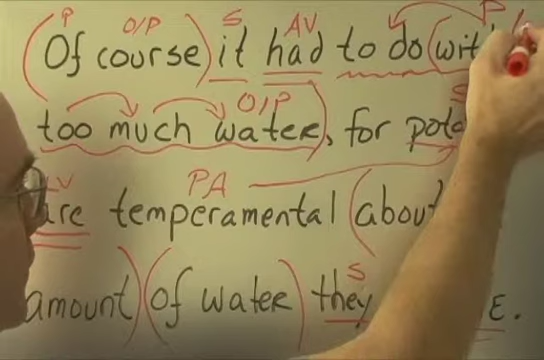 P O/P S AV P
(Of course) it had to do (with
O/P S
too much water), for
PA
are temperamental (about
S
amount) (of water) they